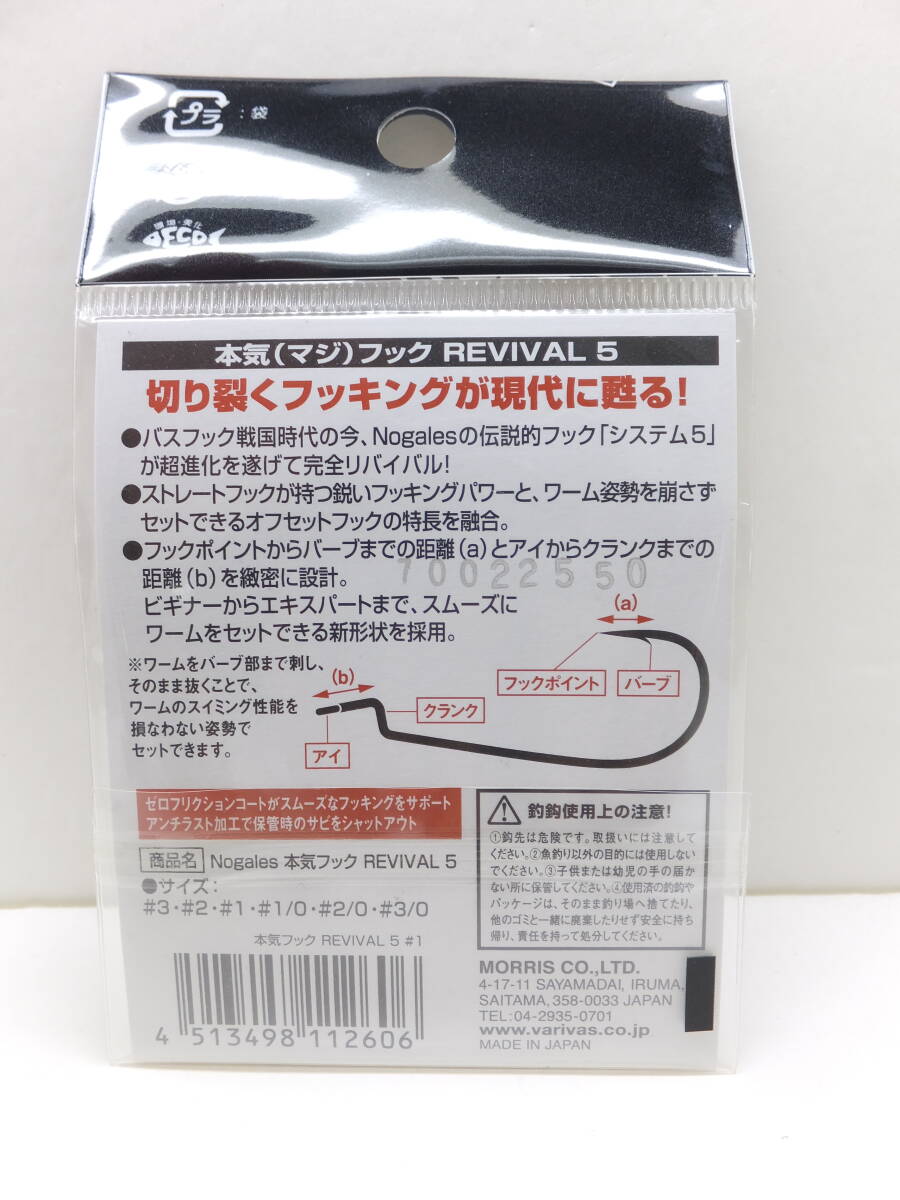 プラ
:袋
環境・美化
本気(マジ)フック REVIVAL 5
切り裂くフッキングが現代に甦る!
●バスフック戦国時代の今、Nogalesの伝説的フック「システム5」
が超進化を遂げて完全リバイバル!
●ストレートフックが持つ鋭いフッキングパワーと、ワーム姿勢を崩さず
セットできるオフセットフックの特長を融合。
●フックポイントからバーブまでの距離(a)とアイからクランクまでの
距離(b)を緻密に設計。
10022550
ビギナーからエキスパートまで、スムーズに
ワームをセットできる新形状を採用。
※ワームをバーブ部まで刺し、
そのまま抜くことで、
ワームのスイミング性能を
損なわない姿勢で
セットできます。
(a)
フックポイント
バーブ
(b)
クランク
アイ
ゼロフリクションコートがスムーズなフッキングをサポート
アンチラスト加工で保管時のサビをシャットアウト
商品名 Nogales 本気フック REVIVAL 5
●サイズ:
#3・#2・#1・#1/0・#2/0・#3/0
本気フック REVIVAL 5 #1
4 513498 112606
釣鈎使用上の注意!
①鈎先は危険です。取扱いには注意して
ください。②魚釣り以外の目的には使用しない
でください。③子供または幼児の手の届か
ない所に保管してください。④使用済の釣鈎や
パッケージは、そのまま釣り場へ捨てたり、
他のゴミと一緒に廃棄したりせず安全に持ち
帰り、責任を持って処分してください。
MORRIS CO.,LTD.
4-17-11 SAYAMADAI, IRUMA,
SAITAMA, 358-0033 JAPAN
TEL:04-2935-0701
www.varivas.co.jp
MADE IN JAPAN